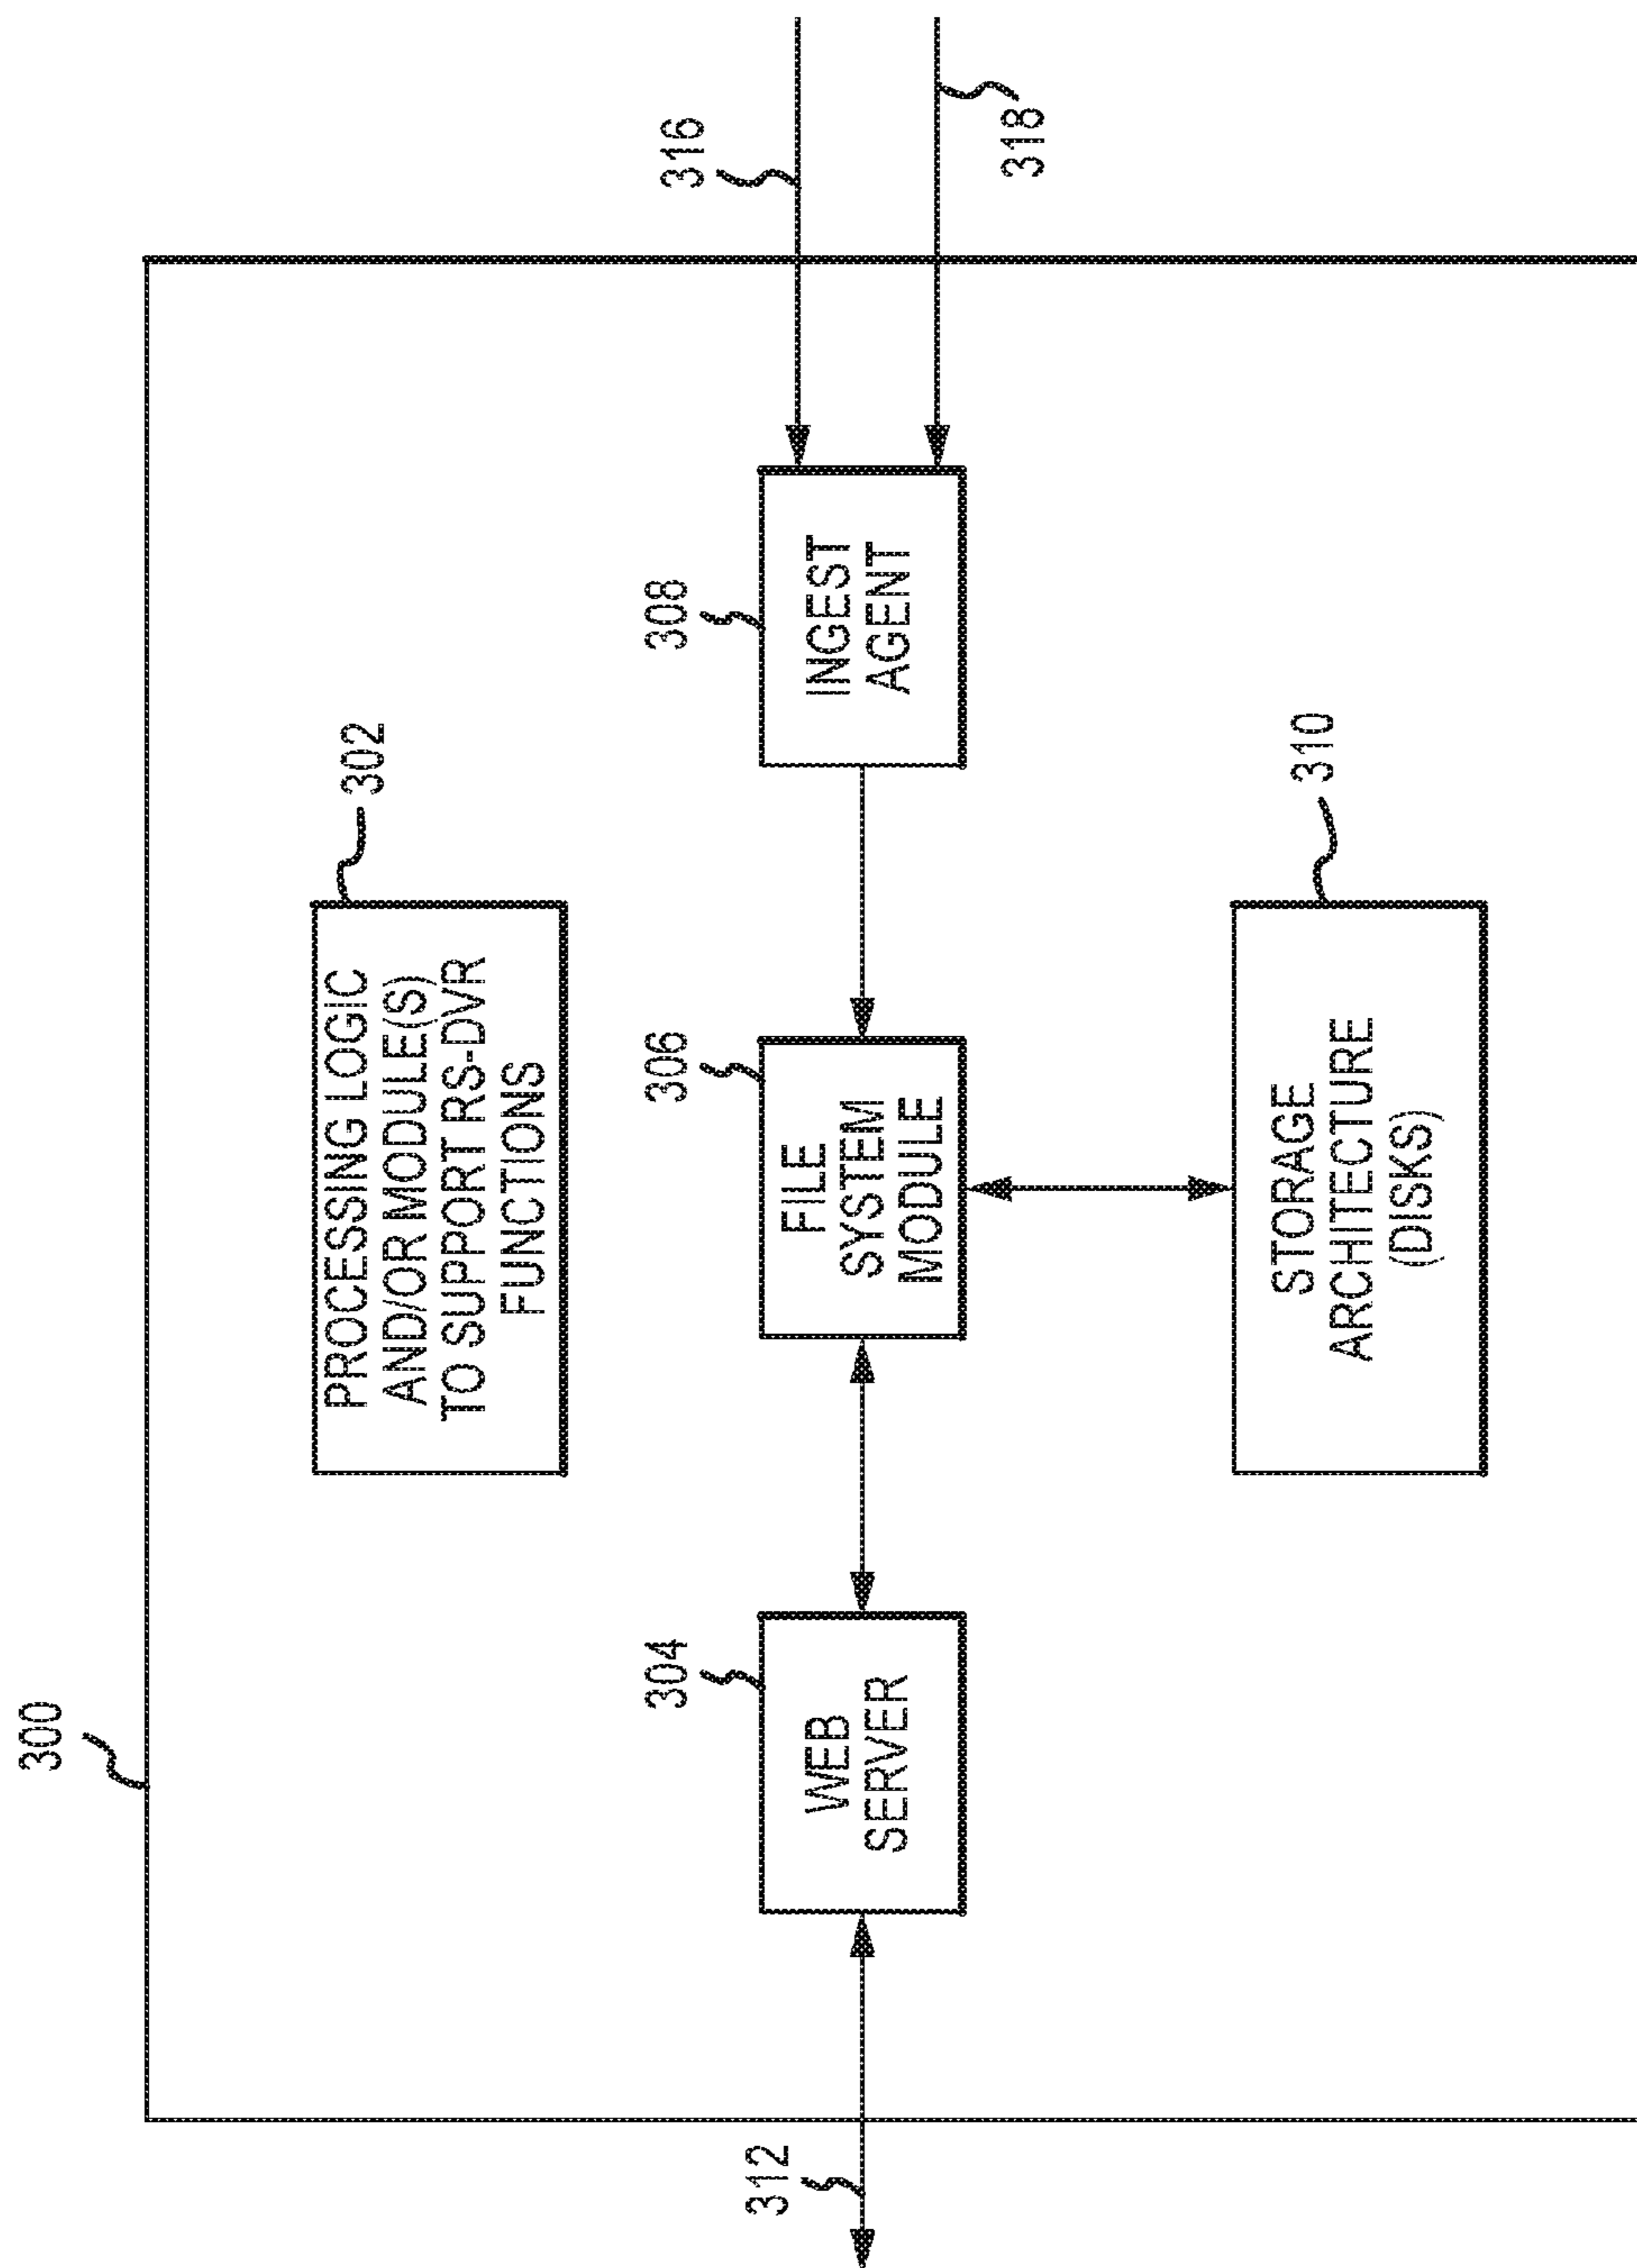 300
302
PROCESSING LOGIC
AND/OR MODULE(S)
TO SUPPORT RS-DVR
FUNCTIONS
312
304
WEB
SERVER
306
FILE
SYSTEM
MODULE
308
INGEST
AGENT
316
318
310
STORAGE
ARCHITECTURE
(DISKS)